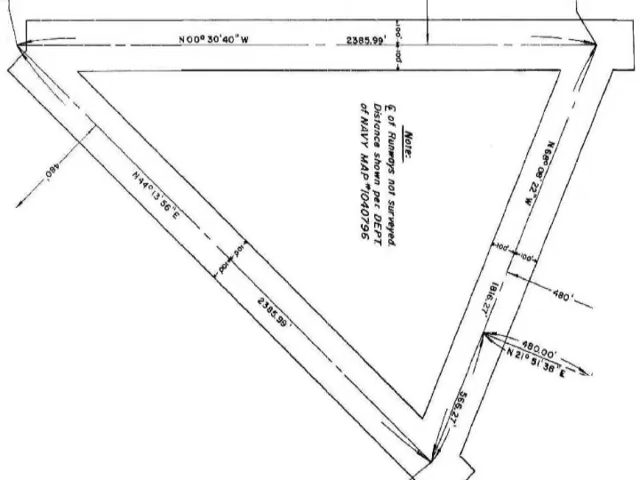 N 00° 30' 40" W
2385.99'
100'
100'
Note:
℄ of Runways not surveyed
Distance shown per DEPT.
of NAVY MAP #1040796
N 68° 08' 22" W
480'
N 44° 13' 56" E
100'
100'
100'
100'
480'
1816.27'
2385.99'
480.00'
N 21° 51' 38" E
566.27'